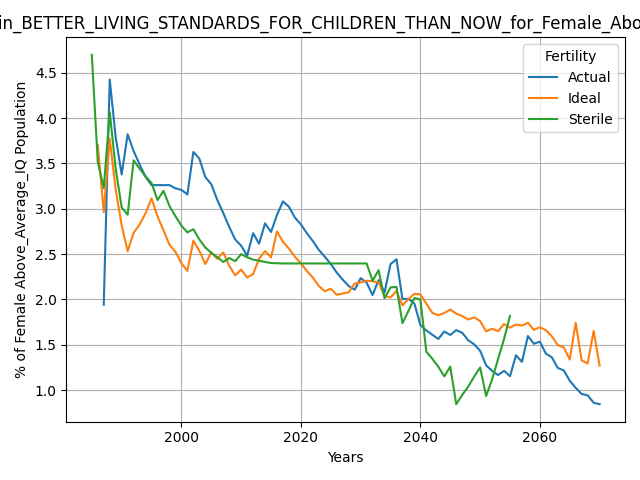 in_BETTER_LIVING_STANDARDS_FOR_CHILDREN_THAN_NOW_for_Female_Abo
Fertility
Actual
Ideal
Sterile
% of Female Above_Average_IQ Population
4.5
4.0
3.5
3.0
2.5
2.0
1.5
1.0
2000 2020 2040 2060
Years